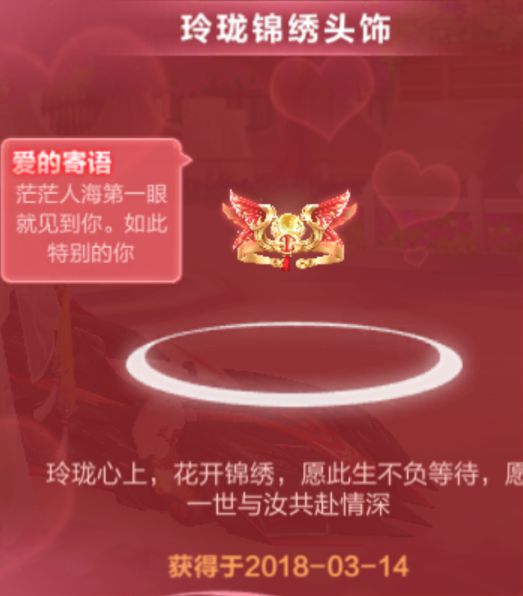 玲珑锦绣头饰
爱的寄语
茫茫人海第一眼
就见到你。如此
特别的你
玲珑心上，花开锦绣，愿此生不负等待，愿
一世与汝共赴情深
获得于2018-03-14